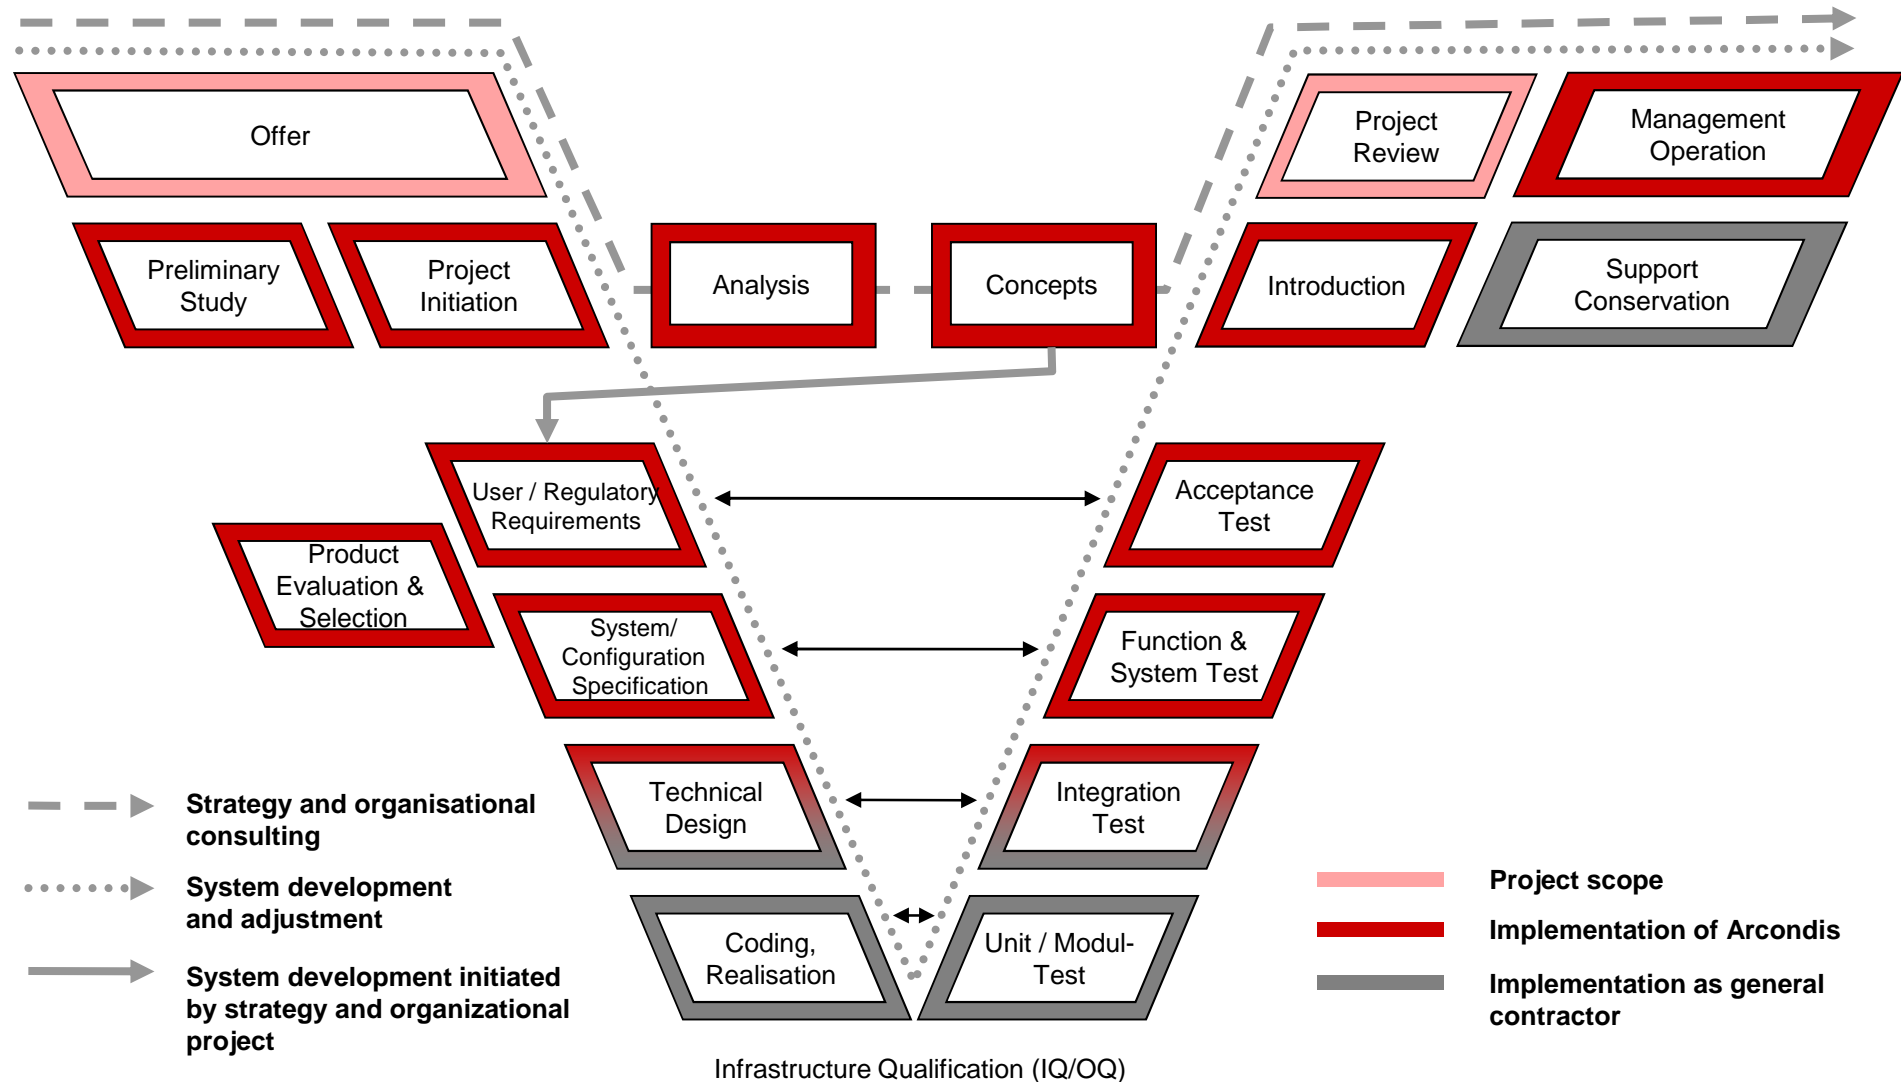 Offer
Project
Review
Management
Operation
Preliminary
Study
Project
Initiation
Analysis
Concepts
Introduction
Support
Conservation
User / Regulatory
Requirements
Acceptance
Test
Product
Evaluation &
Selection
System/
Configuration
Specification
Function &
System Test
Technical
Design
Integration
Test
Coding,
Realisation
Unit / Modul-
Test
Strategy and organisational
consulting
System development
and adjustment
System development initiated
by strategy and organizational
project
Project scope
Implementation of Arcondis
Implementation as general
contractor
Infrastructure Qualification (IQ/OQ)